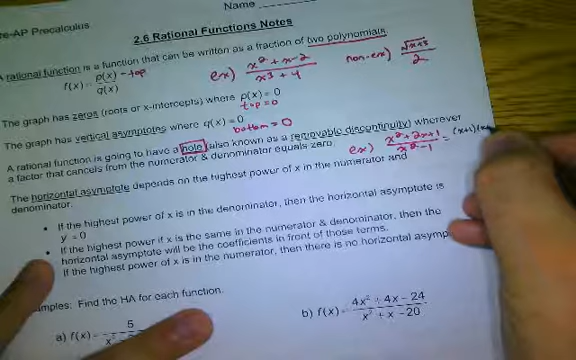 Name
re-AP Precalculus
2.6 Rational Functions Notes
A rational function is a function that can be written as a fraction of two polynomials
f(x) = p(x) - top / q(x) ex) x² + x - 2 / x³ + 4 non-ex) √x+3 / 2
The graph has zeros (roots or x-intercepts) where p(x) = 0
top = 0
The graph has vertical asymptotes where q(x) = 0
bottom = 0
A rational function is going to have a hole (also known as a removable discontinuity) wherever
a factor that cancels from the numerator & denominator equals zero. ex) x² + 2x + 1 / x² - 1 = (x+1)(x+
The horizontal asymptote depends on the highest power of x in the numerator and
denominator.
• If the highest power of x is in the denominator, then the horizontal asymptote is
y = 0
• If the highest power if x is the same in the numerator & denominator, then the
horizontal asymptote will be the coefficients in front of those terms.
If the highest power of x is in the numerator, then there is no horizontal asymp
amples: Find the HA for each function.
a) f(x) = 5 / x² b) f(x) = 4x² + 4x - 24 / x² + x - 20